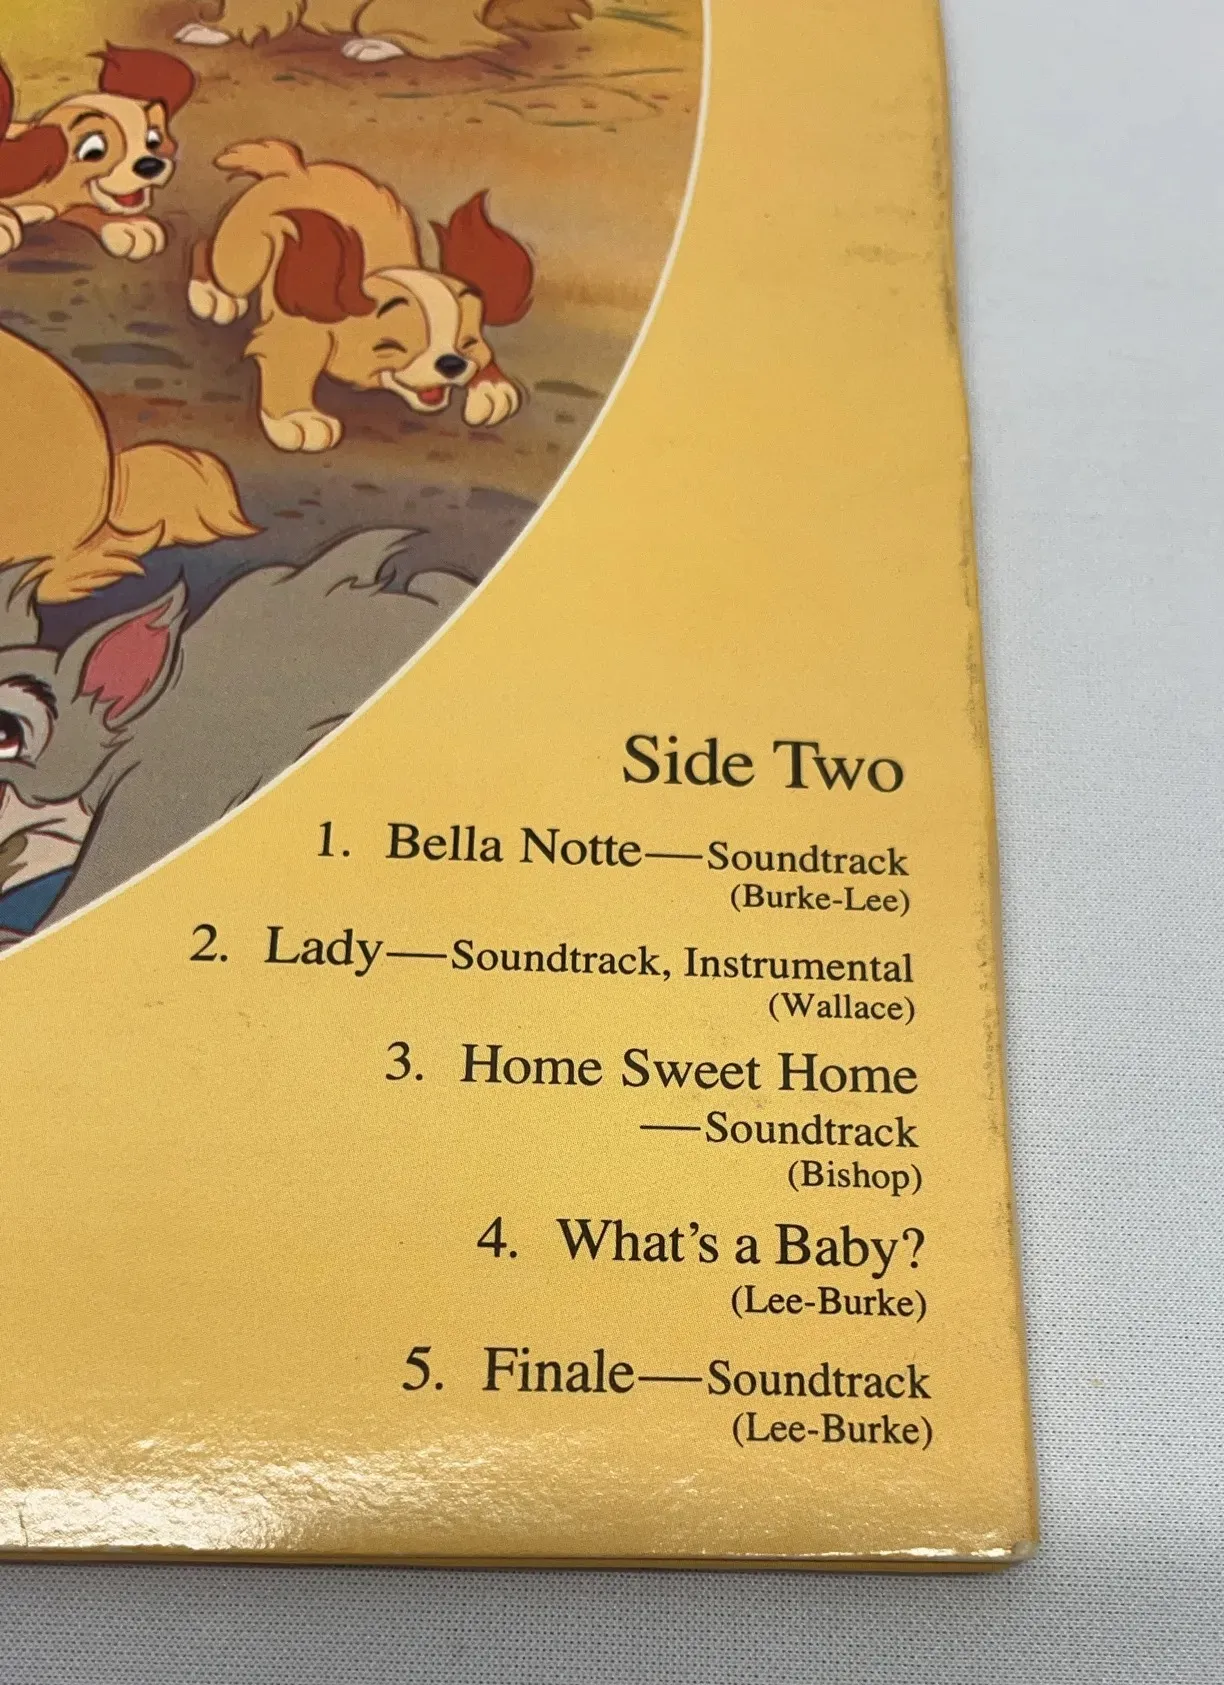 Side Two
1. Bella Notte—Soundtrack
(Burke-Lee)
2. Lady—Soundtrack, Instrumental
(Wallace)
3. Home Sweet Home
—Soundtrack
(Bishop)
4. What's a Baby?
(Lee-Burke)
5. Finale—Soundtrack
(Lee-Burke)